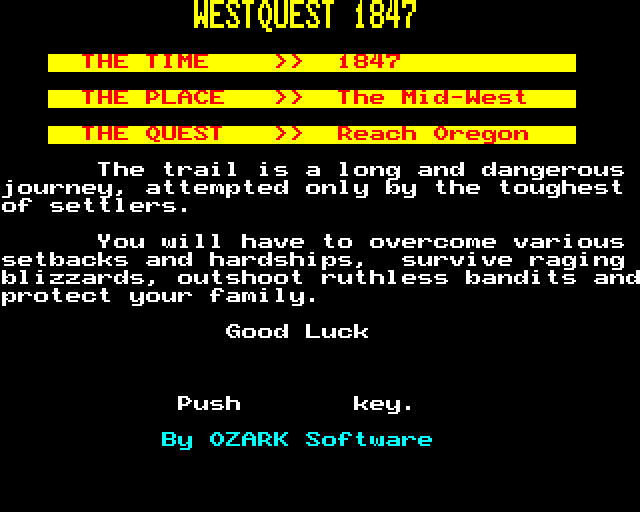 WESTQUEST 1847
THE TIME >> 1847
THE PLACE >> The Mid-West
THE QUEST >> Reach Oregon
The trail is a long and dangerous
journey, attempted only by the toughest
of settlers.
You will have to overcome various
setbacks and hardships, survive raging
blizzards, outshoot ruthless bandits and
protect your family.
Good Luck
Push key.
By OZARK Software